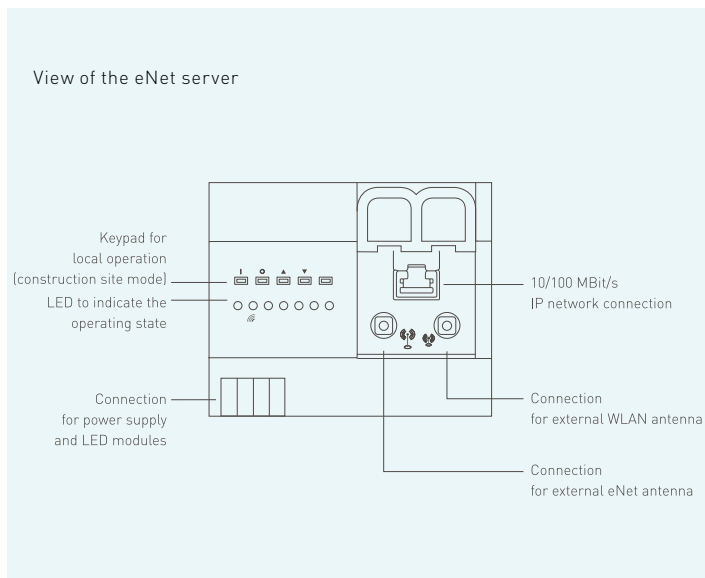 View of the eNet server
Keypad for
local operation
(construction site mode)
LED to indicate the
operating state
Connection
for power supply
and LED modules
10/100 MBit/s
IP network connection
Connection
for external WLAN antenna
Connection
for external eNet antenna